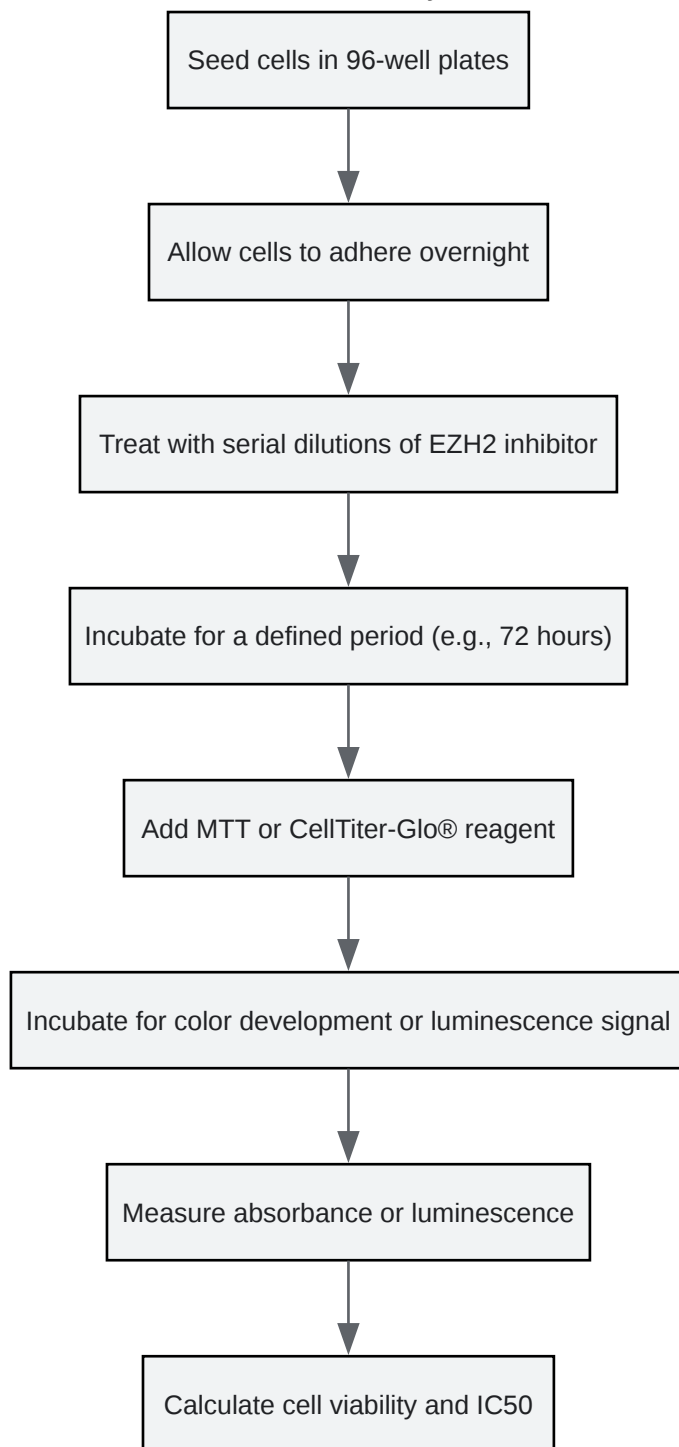 Seed cells in 96-well plates
Allow cells to adhere overnight
Treat with serial dilutions of EZH2 inhibitor
Incubate for a defined period (e.g., 72 hours)
Add MTT or CellTiter-Glo® reagent
Incubate for color development or luminescence signal
Measure absorbance or luminescence
Calculate cell viability and IC50